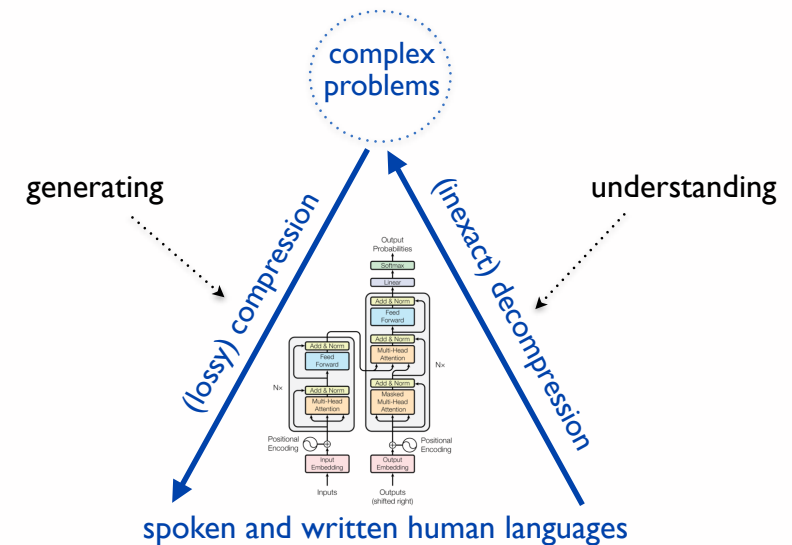 complex
problems
generating
understanding
(lossy) compression
(inexact) decompression
Output
Probabilities
Softmax
Linear
Add & Norm
Feed
Forward
Add & Norm
Multi-Head
Attention
Add & Norm
Masked
Multi-Head
Attention
Nx
Positional
Encoding
Output
Embedding
Outputs
(shifted right)
Add & Norm
Feed
Forward
Add & Norm
Multi-Head
Attention
Nx
Positional
Encoding
Input
Embedding
Inputs
spoken and written human languages